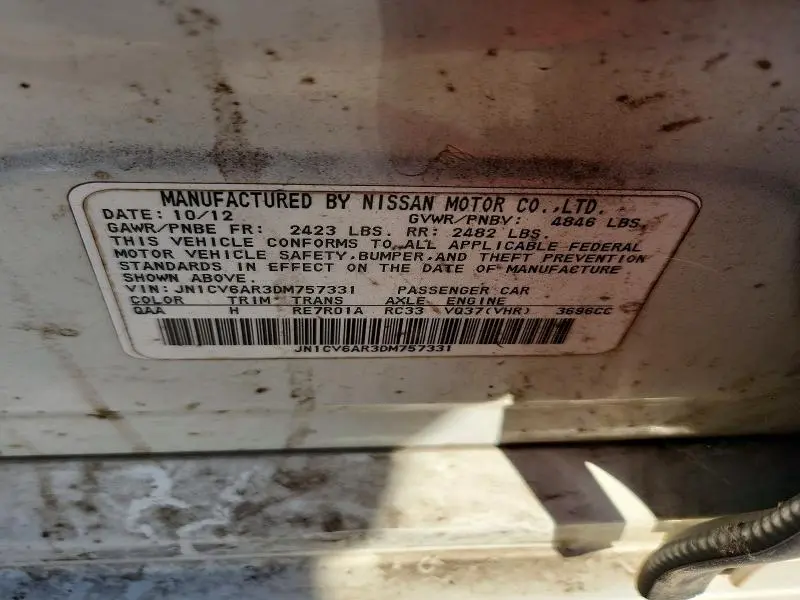 MANUFACTURED BY NISSAN MOTOR CO.,LTD.
DATE: 10/12 GVWR/PNBV: 4846 LBS.
GAWR/PNBE FR: 2423 LBS. RR: 2482 LBS.
THIS VEHICLE CONFORMS TO ALL APPLICABLE FEDERAL
MOTOR VEHICLE SAFETY,BUMPER,AND THEFT PREVENTION
STANDARDS IN EFFECT ON THE DATE OF MANUFACTURE
SHOWN ABOVE.
VIN: JN1CV6AR3DM757331 PASSENGER CAR
COLOR TRIM TRANS AXLE ENGINE
QAA H RE7R01A RC33 VQ37(VHR) 3696CC
JN1CV6AR3DM757331